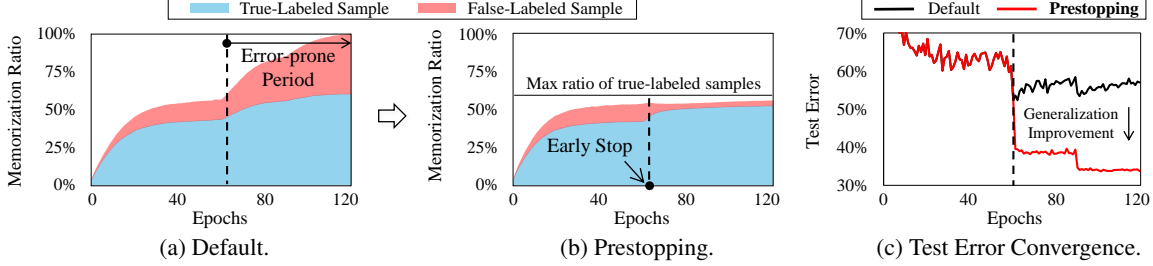 True-Labeled Sample False-Labeled Sample
Memorization Ratio
100%
75%
50%
25%
0%
Error-prone
Period
0 40 80 120
Epochs
(a) Default.
Memorization Ratio
100%
75%
50%
25%
0%
Max ratio of true-labeled samples
Early Stop
0 40 80 120
Epochs
(b) Prestopping.
Default Prestopping
Test Error
70%
60%
50%
40%
30%
Generalization
Improvement
0 40 80 120
Epochs
(c) Test Error Convergence.